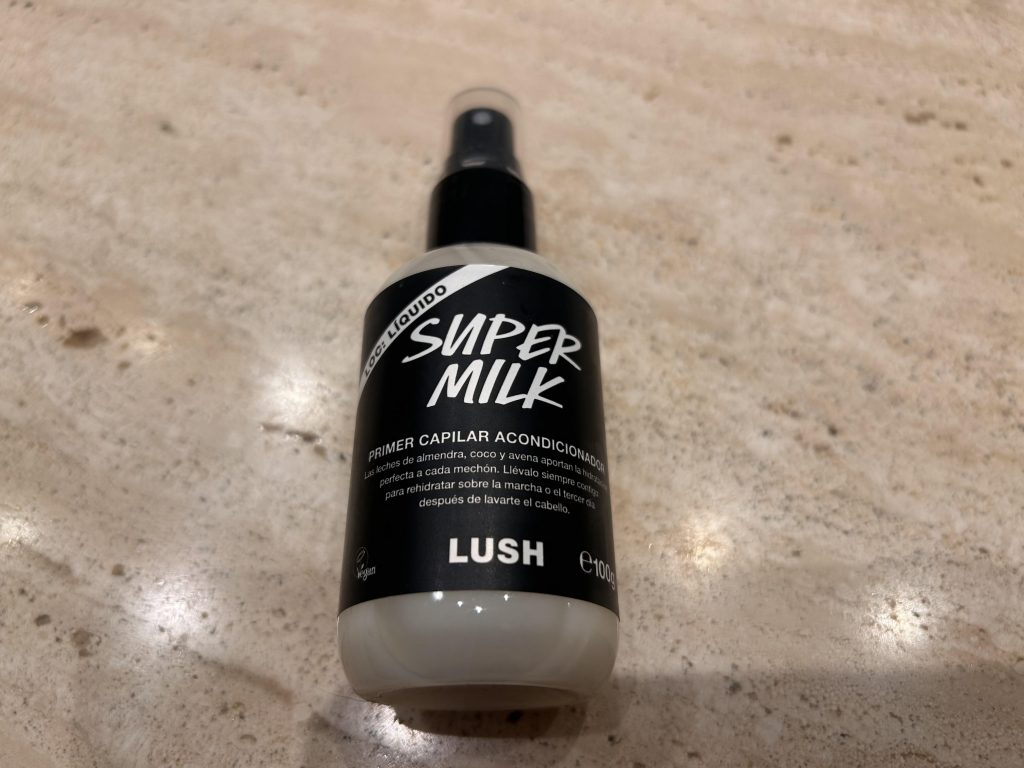 LOC: LÍQUIDO
SUPER
MILK
PRIMER CAPILAR ACONDICIONADOR
Las leches de almendra, coco y avena aportan la hidratación
perfecta a cada mechón. Llévalo siempre contigo
para rehidratar sobre la marcha o el tercer día
después de lavarte el cabello.
Vegan
LUSH
℮100g